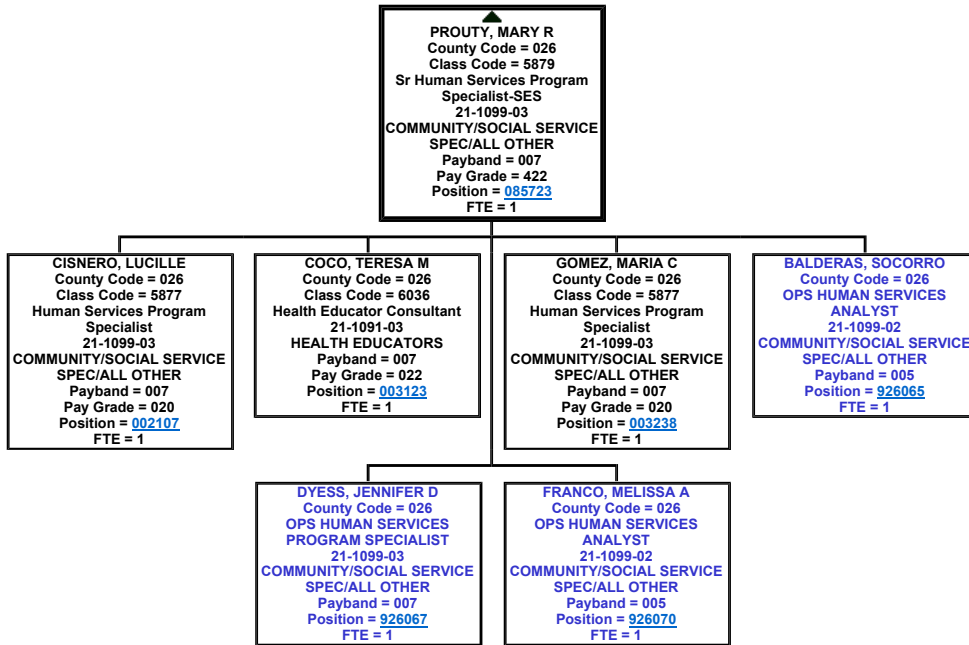 PROUTY, MARY R
County Code = 026
Class Code = 5879
Sr Human Services Program
Specialist-SES
21-1099-03
COMMUNITY/SOCIAL SERVICE
SPEC/ALL OTHER
Payband = 007
Pay Grade = 422
Position = 085723
FTE = 1
CISNERO, LUCILLE
County Code = 026
Class Code = 5877
Human Services Program
Specialist
21-1099-03
COMMUNITY/SOCIAL SERVICE
SPEC/ALL OTHER
Payband = 007
Pay Grade = 020
Position = 002107
FTE = 1
COCO, TERESA M
County Code = 026
Class Code = 6036
Health Educator Consultant
21-1091-03
HEALTH EDUCATORS
Payband = 007
Pay Grade = 022
Position = 003123
FTE = 1
GOMEZ, MARIA C
County Code = 026
Class Code = 5877
Human Services Program
Specialist
21-1099-03
COMMUNITY/SOCIAL SERVICE
SPEC/ALL OTHER
Payband = 007
Pay Grade = 020
Position = 003238
FTE = 1
BALDERAS, SOCORRO
County Code = 026
OPS HUMAN SERVICES
ANALYST
21-1099-02
COMMUNITY/SOCIAL SERVICE
SPEC/ALL OTHER
Payband = 005
Position = 926065
FTE = 1
DYESS, JENNIFER D
County Code = 026
OPS HUMAN SERVICES
PROGRAM SPECIALIST
21-1099-03
COMMUNITY/SOCIAL SERVICE
SPEC/ALL OTHER
Payband = 007
Position = 926067
FTE = 1
FRANCO, MELISSA A
County Code = 026
OPS HUMAN SERVICES
ANALYST
21-1099-02
COMMUNITY/SOCIAL SERVICE
SPEC/ALL OTHER
Payband = 005
Position = 926070
FTE = 1